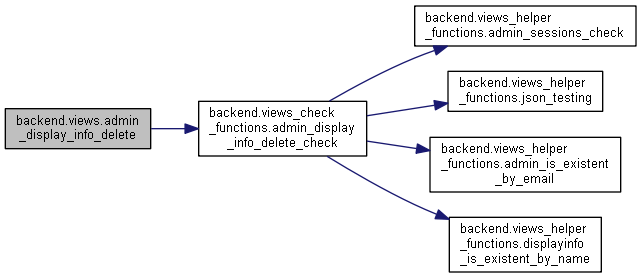 backend.views.admin
_display_info_delete
backend.views_check
_functions.admin_display
_info_delete_check
backend.views_helper
_functions.admin_sessions_check
backend.views_helper
_functions.json_testing
backend.views_helper
_functions.admin_is_existent
_by_email
backend.views_helper
_functions.displayinfo
_is_existent_by_name